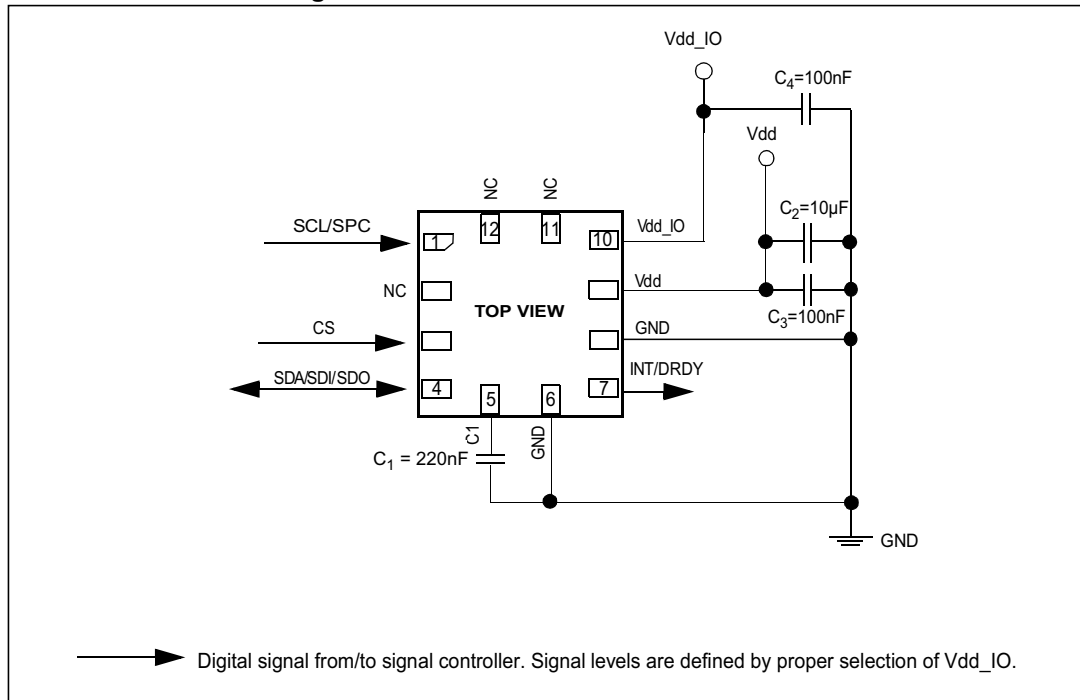 Vdd_IO
C4=100nF
Vdd
NC
NC
C2=10µF
SCL/SPC
1
12
11
10
Vdd_IO
NC
TOP VIEW
Vdd
C3=100nF
CS
GND
SDA/SDI/SDO
4
5
6
7
INT/DRDY
C1
GND
C1 = 220nF
GND
Digital signal from/to signal controller. Signal levels are defined by proper selection of Vdd_IO.